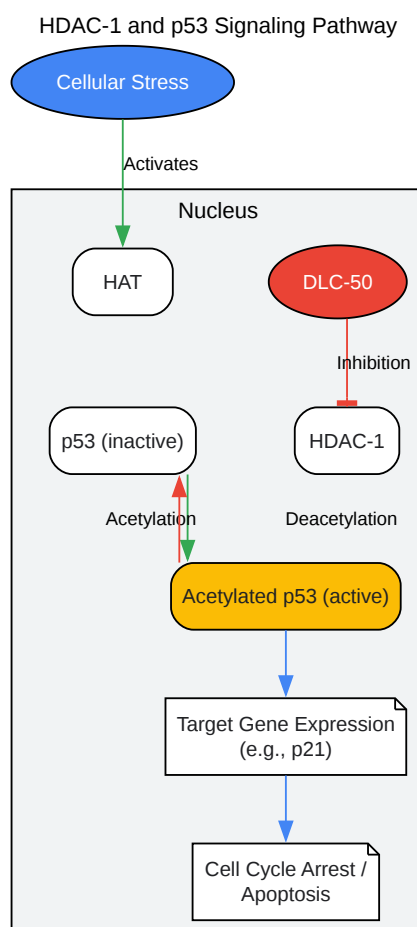 HDAC-1 and p53 Signaling Pathway
Cellular Stress
Activates
Nucleus
HAT
DLC-50
Inhibition
p53 (inactive)
HDAC-1
Acetylation
Deacetylation
Acetylated p53 (active)
Target Gene Expression
(e.g., p21)
Cell Cycle Arrest /
Apoptosis